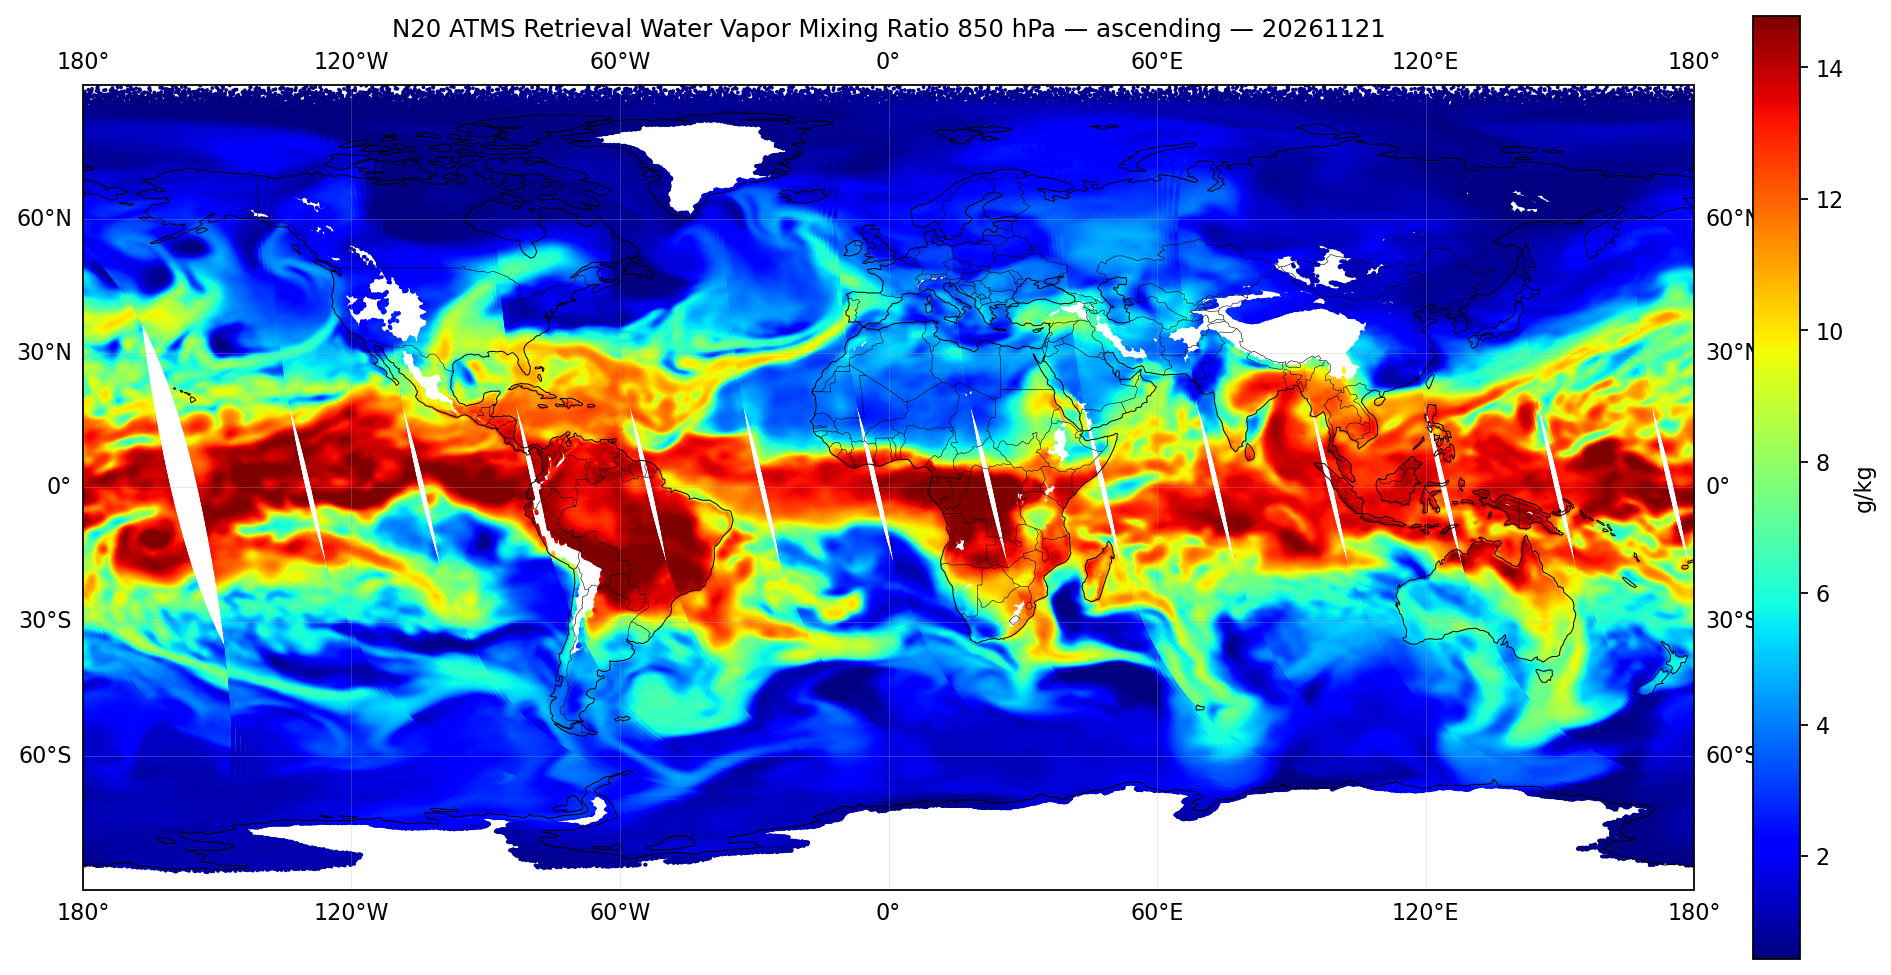 N20 ATMS Retrieval Water Vapor Mixing Ratio 850 hPa — ascending — 20261121
180° 120°W 60°W 0° 60°E 120°E 180°
14
12
10
8
6
4
2
g/kg
60°N 60°N
30°N 30°N
0° 0°
30°S 30°S
60°S 60°S
180° 120°W 60°W 0° 60°E 120°E 180°